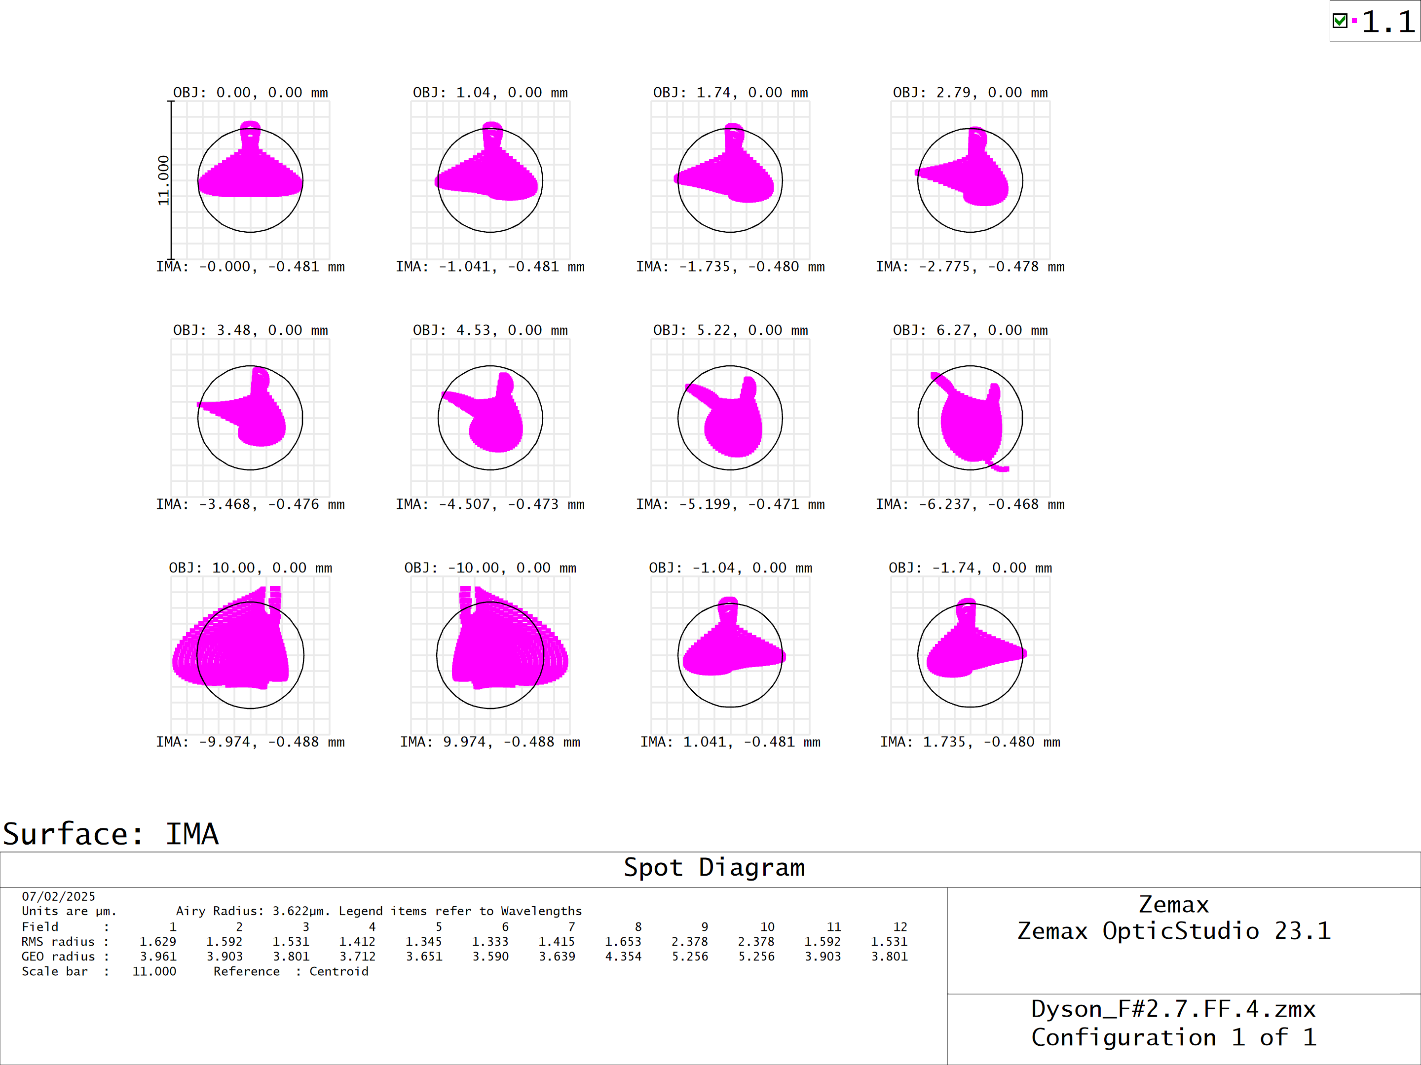 1.1
OBJ: 0.00, 0.00 mm
OBJ: 1.04, 0.00 mm
OBJ: 1.74, 0.00 mm
OBJ: 2.79, 0.00 mm
11.000
IMA: -0.000, -0.481 mm
IMA: -1.041, -0.481 mm
IMA: -1.735, -0.480 mm
IMA: -2.775, -0.478 mm
OBJ: 3.48, 0.00 mm
OBJ: 4.53, 0.00 mm
OBJ: 5.22, 0.00 mm
OBJ: 6.27, 0.00 mm
IMA: -3.468, -0.476 mm
IMA: -4.507, -0.473 mm
IMA: -5.199, -0.471 mm
IMA: -6.237, -0.468 mm
OBJ: 10.00, 0.00 mm
OBJ: -10.00, 0.00 mm
OBJ: -1.04, 0.00 mm
OBJ: -1.74, 0.00 mm
IMA: -9.974, -0.488 mm
IMA: 9.974, -0.488 mm
IMA: 1.041, -0.481 mm
IMA: 1.735, -0.480 mm
Surface: IMA
Spot Diagram
07/02/2025
Units are µm. Airy Radius: 3.622µm. Legend items refer to Wavelengths
Field : 1 2 3 4 5 6 7 8 9 10 11 12
RMS radius : 1.629 1.592 1.531 1.412 1.345 1.333 1.415 1.653 2.378 2.378 1.592 1.531
GEO radius : 3.961 3.903 3.801 3.712 3.651 3.590 3.639 4.354 5.256 5.256 3.903 3.801
Scale bar : 11.000 Reference : Centroid
Zemax
Zemax OpticStudio 23.1
Dyson_F#2.7.FF.4.zmx
Configuration 1 of 1